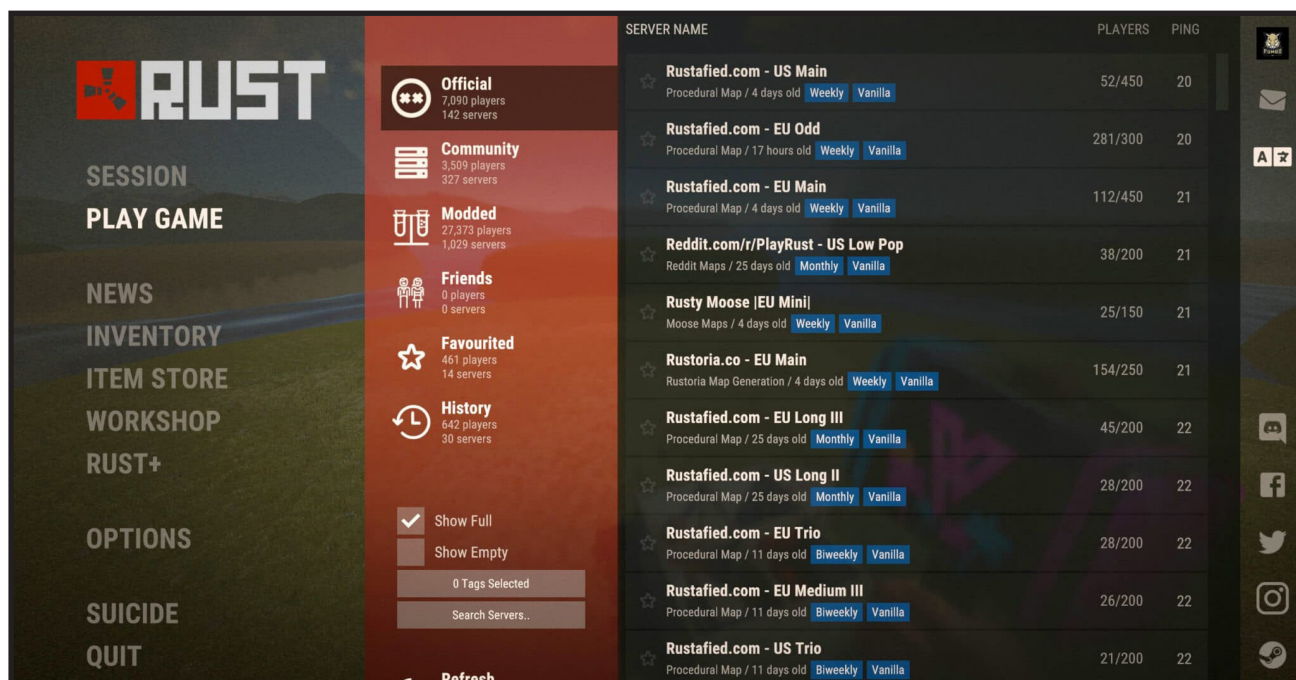 RUST
SESSION
PLAY GAME
NEWS
INVENTORY
ITEM STORE
WORKSHOP
RUST+
OPTIONS
SUICIDE
QUIT
Official
7,090 players
142 servers
Community
3,509 players
327 servers
Modded
27,373 players
1,029 servers
Friends
0 players
0 servers
Favourited
461 players
14 servers
History
642 players
30 servers
Show Full
Show Empty
0 Tags Selected
Search Servers..
Refresh
SERVER NAME PLAYERS PING
Rustafied.com - US Main
Procedural Map / 4 days old Weekly Vanilla 52/450 20
Rustafied.com - EU Odd
Procedural Map / 17 hours old Weekly Vanilla 281/300 20
Rustafied.com - EU Main
Procedural Map / 4 days old Weekly Vanilla 112/450 21
Reddit.com/r/PlayRust - US Low Pop
Reddit Maps / 25 days old Monthly Vanilla 38/200 21
Rusty Moose |EU Mini|
Moose Maps / 4 days old Weekly Vanilla 25/150 21
Rustoria.co - EU Main
Rustoria Map Generation / 4 days old Weekly Vanilla 154/250 21
Rustafied.com - EU Long III
Procedural Map / 25 days old Monthly Vanilla 45/200 22
Rustafied.com - US Long II
Procedural Map / 25 days old Monthly Vanilla 28/200 22
Rustafied.com - EU Trio
Procedural Map / 11 days old Biweekly Vanilla 28/200 22
Rustafied.com - EU Medium III
Procedural Map / 11 days old Biweekly Vanilla 26/200 22
Rustafied.com - US Trio
Procedural Map / 11 days old Biweekly Vanilla 21/200 22
A 文